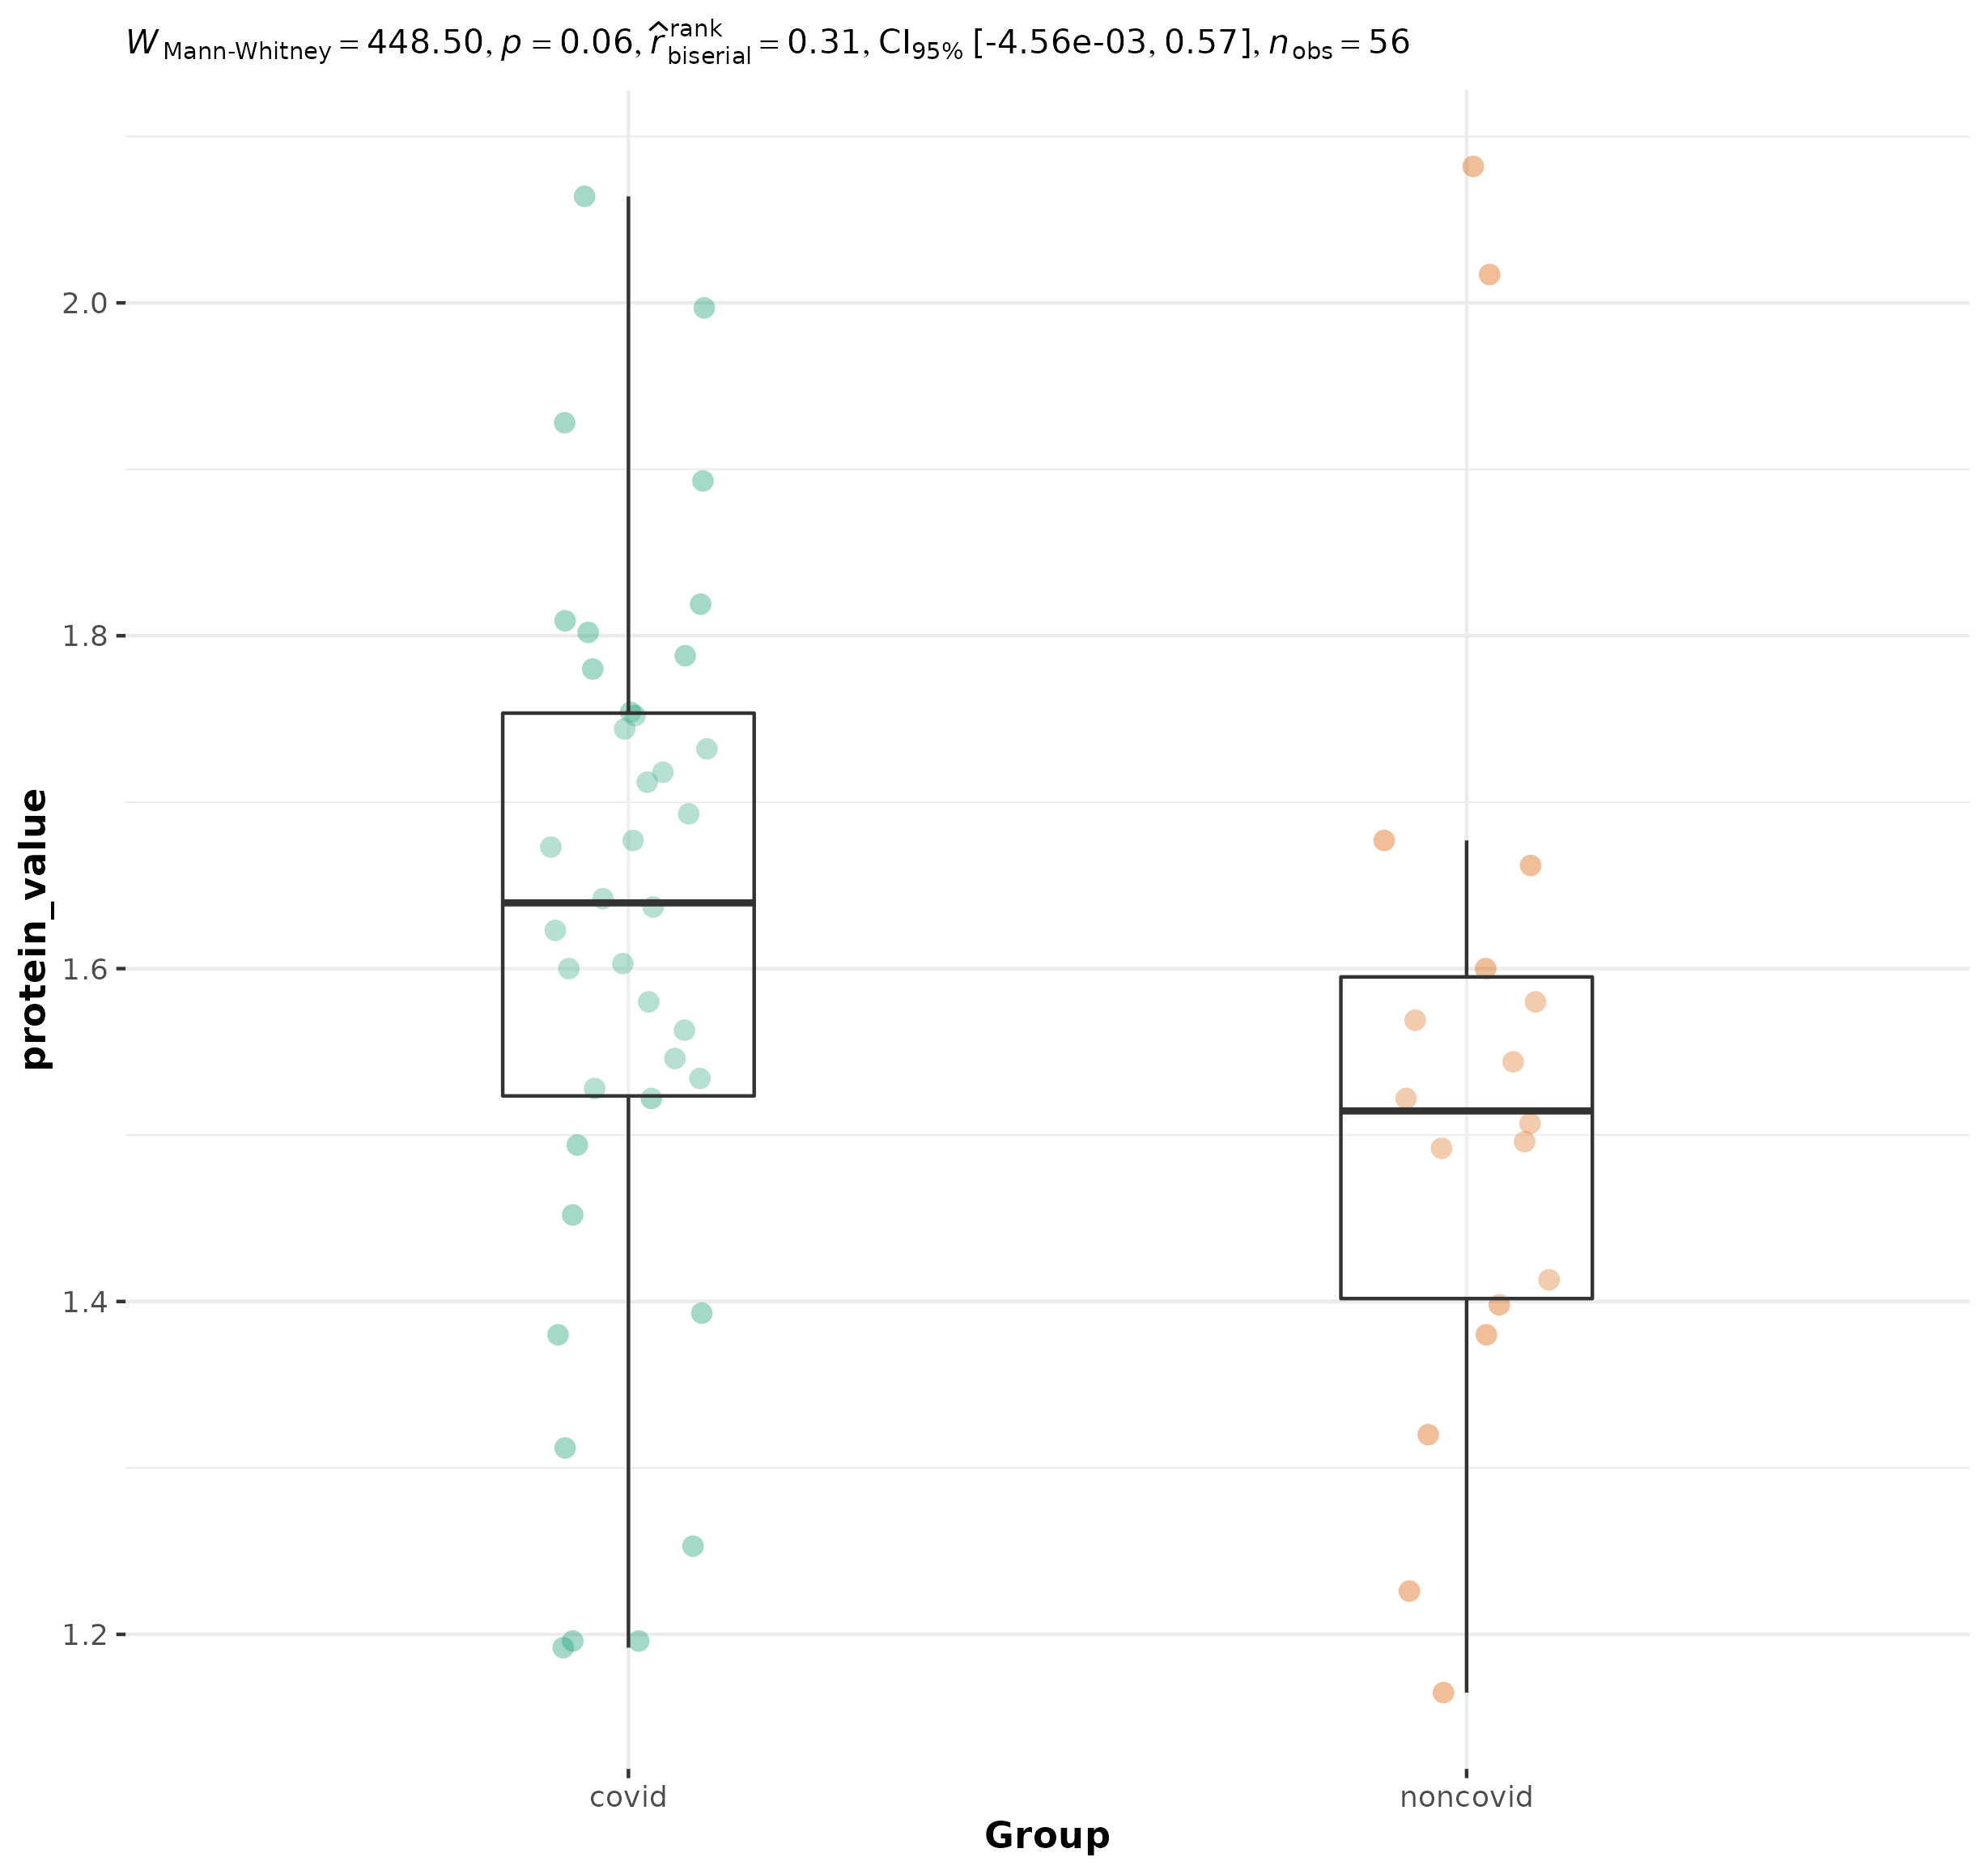 W Mann-Whitney = 448.50, p = 0.06, r̂ rank biserial = 0.31, CI95% [-4.56e-03, 0.57], nobs = 56
2.0
1.8
1.6
1.4
1.2
protein_value
covid noncovid
Group